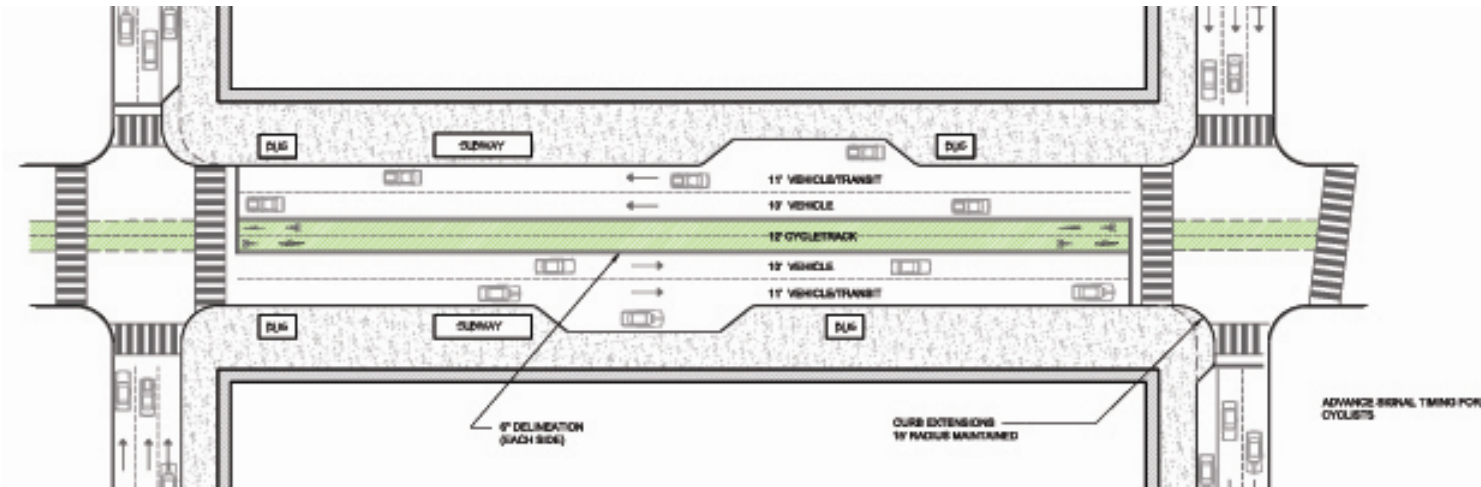 BUS
SUBWAY
BUS
11' VEHICLE/TRANSIT
10' VEHICLE
12' CYCLETRACK
10' VEHICLE
11' VEHICLE/TRANSIT
BUS
SUBWAY
BUS
6" DELINEATION
(EACH SIDE)
CURB EXTENSIONS
15' RADIUS MAINTAINED
ADVANCE SIGNAL TIMING FOR
CYCLISTS